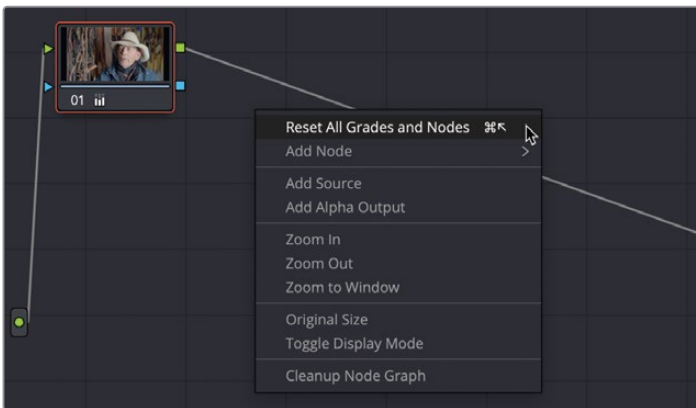 01
Reset All Grades and Nodes ⌘↖
Add Node >
Add Source
Add Alpha Output
Zoom In
Zoom Out
Zoom to Window
Original Size
Toggle Display Mode
Cleanup Node Graph